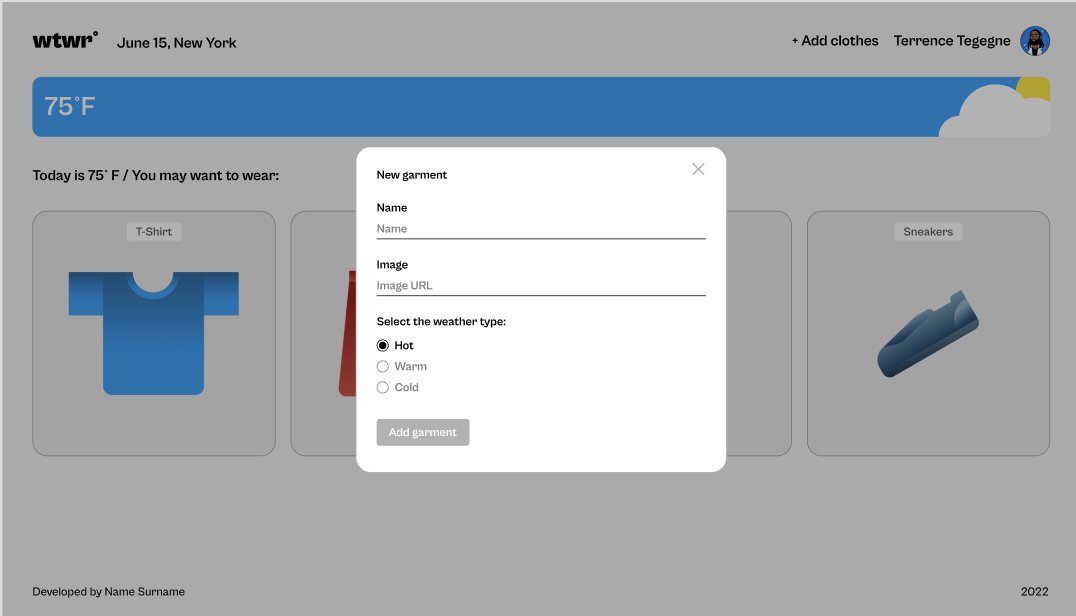 wtwr°
June 15, New York
+ Add clothes
Terrence Tegegne
75°F
Today is 75° F / You may want to wear:
T-Shirt
Sneakers
New garment
Name
Name
Image
Image URL
Select the weather type:
Hot
Warm
Cold
Add garment
Developed by Name Surname
2022